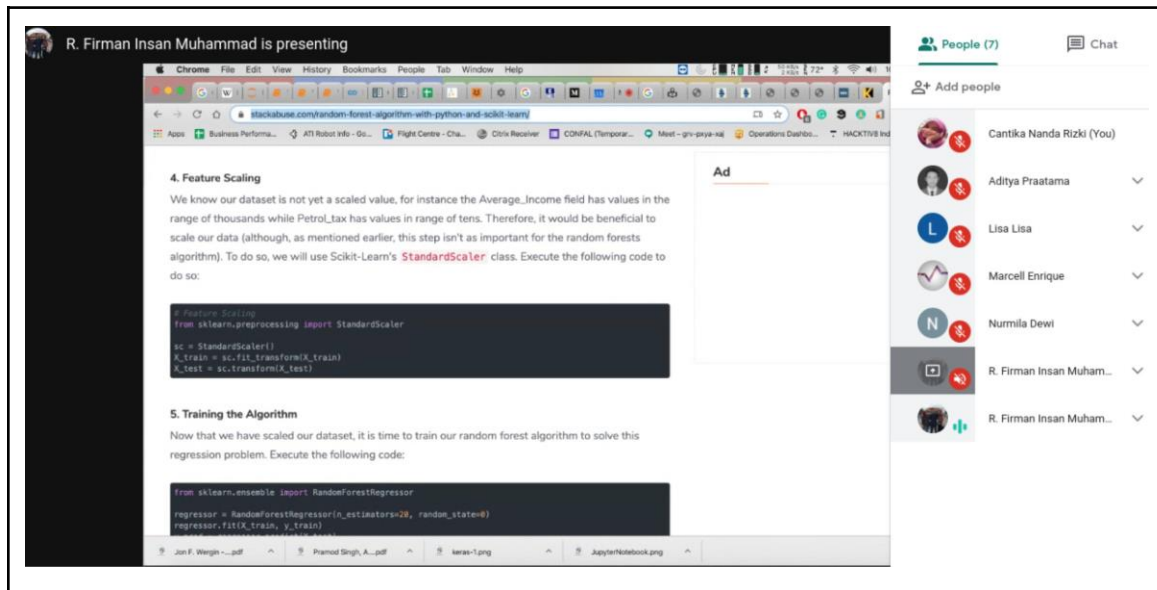 R. Firman Insan Muhammad is presenting
Chrome File Edit View History Bookmarks People Tab Window Help
72°
stackabuse.com/random-forest-algorithm-with-python-and-scikit-learn/
Apps Business Performa... ATI Robot Info - Go... Flight Centre - Cha... Citrix Receiver CONFAL (Temporar... Meet - Operations Dashbo... HACKTIV8 Ind
4. Feature Scaling
We know our dataset is not yet a scaled value, for instance the Average_Income field has values in the
range of thousands while Petrol_tax has values in range of tens. Therefore, it would be beneficial to
scale our data (although, as mentioned earlier, this step isn't as important for the random forests
algorithm). To do so, we will use Scikit-Learn's StandardScaler class. Execute the following code to
do so:
# Feature Scaling
from sklearn.preprocessing import StandardScaler
sc = StandardScaler()
X_train = sc.fit_transform(X_train)
X_test = sc.transform(X_test)
5. Training the Algorithm
Now that we have scaled our dataset, it is time to train our random forest algorithm to solve this
regression problem. Execute the following code:
from sklearn.ensemble import RandomForestRegressor
regressor = RandomForestRegressor(n_estimators=20, random_state=0)
regressor.fit(X_train, y_train)
Ad
Jon F. Wergin -....pdf Pramod Singh, A....pdf keras-1.png JupyterNotebook.png
People (7) Chat
Add people
Cantika Nanda Rizki (You)
Aditya Praatama
L Lisa Lisa
Marcell Enrique
N Nurmila Dewi
R. Firman Insan Muham...
R. Firman Insan Muham...